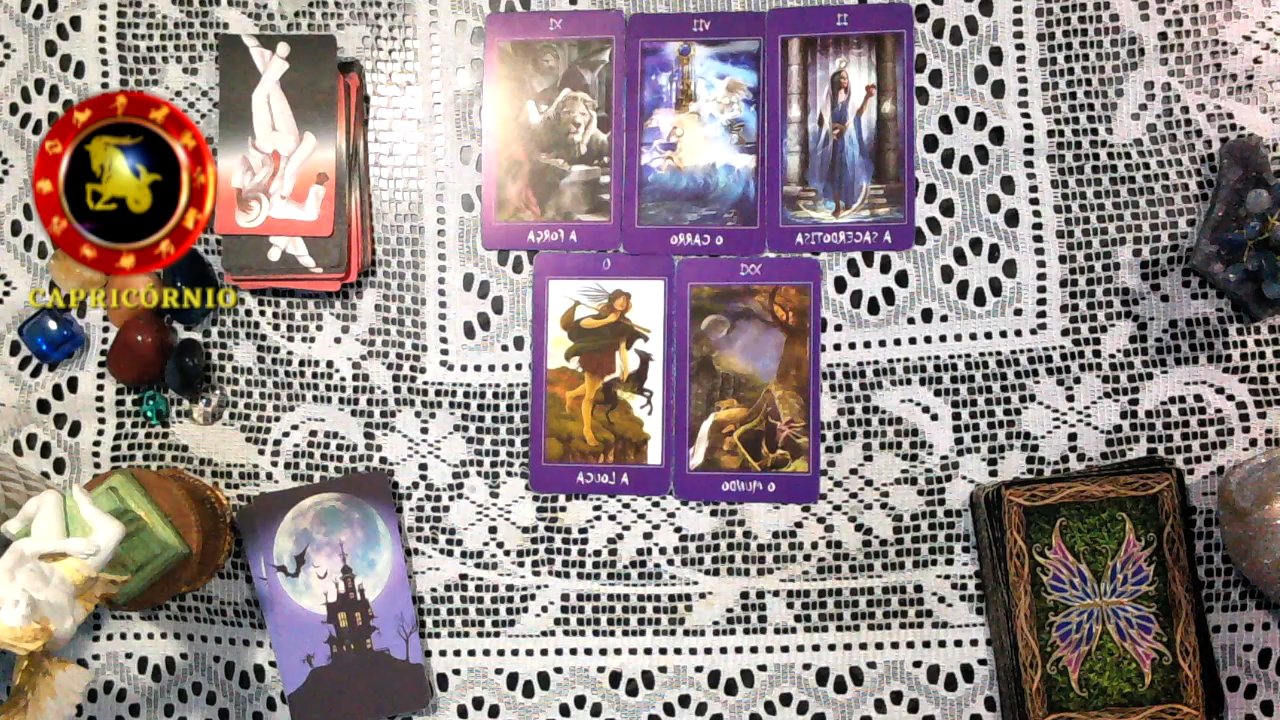 XI
VII
II
A FORÇA
O CARRO
A SACERDOTISA
CAPRICÓRNIO
0
XXI
A LOUCA
O MUNDO